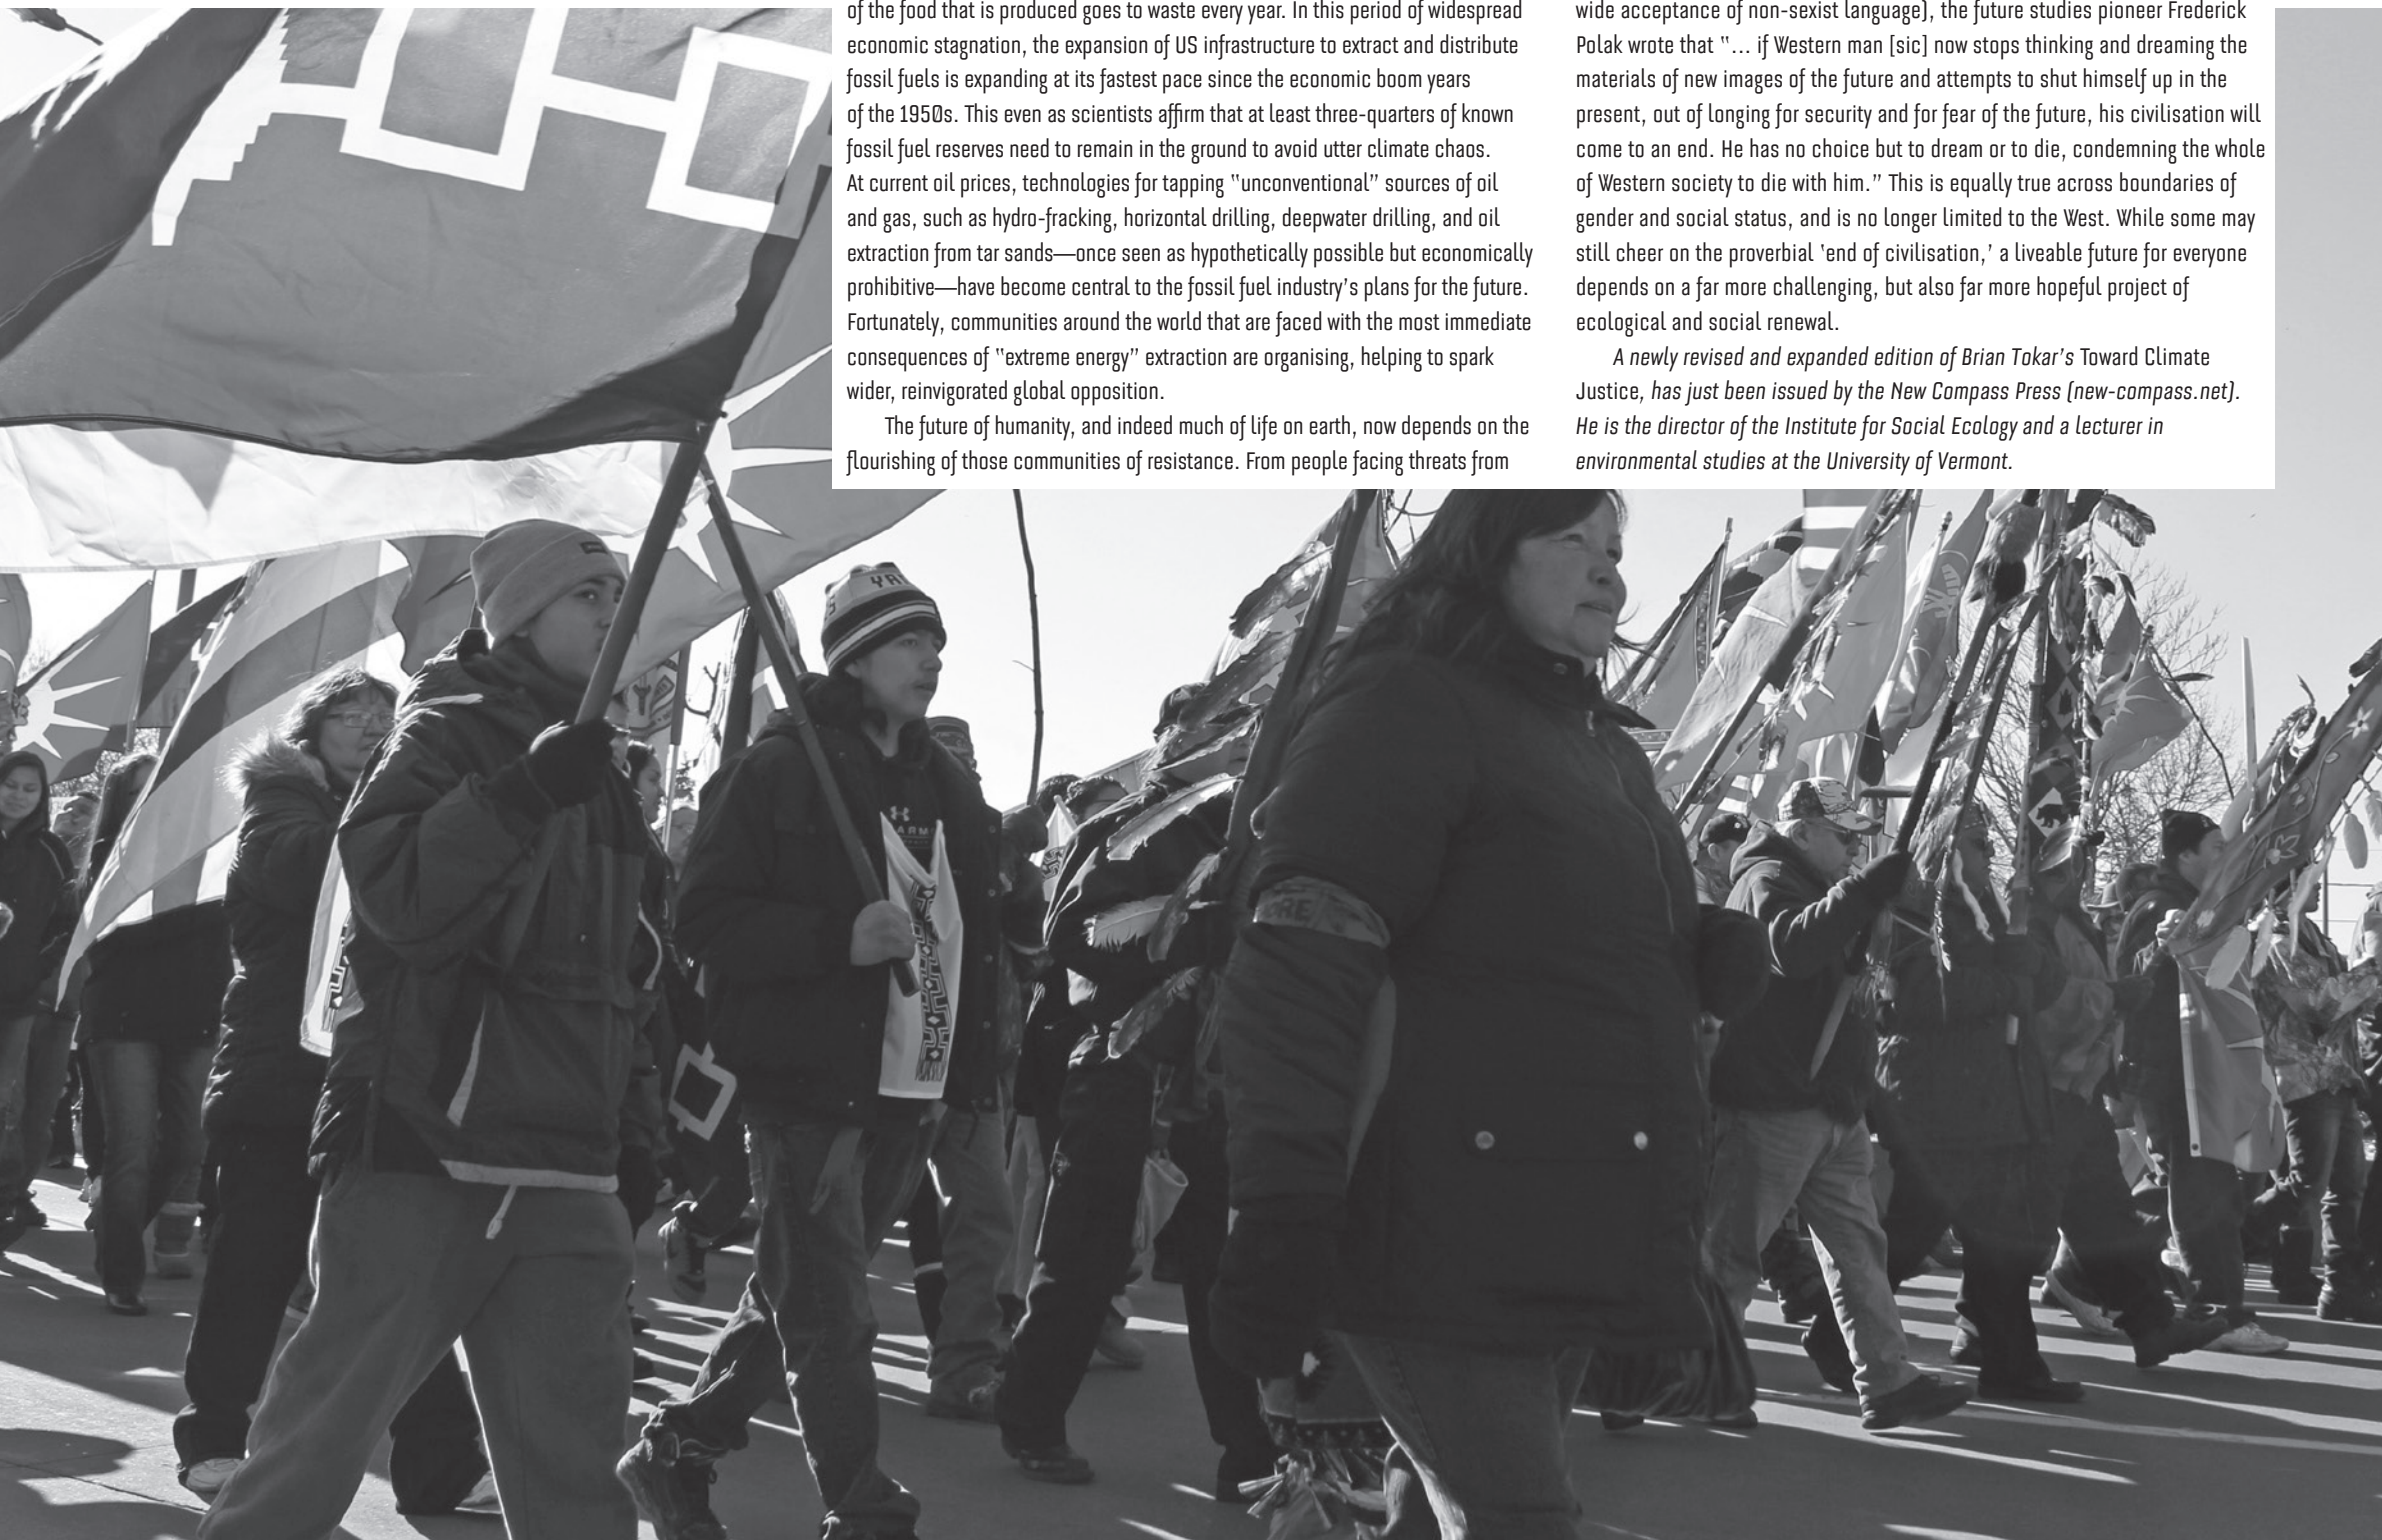 of the food that is produced goes to waste every year. In this period of widespread
economic stagnation, the expansion of US infrastructure to extract and distribute
fossil fuels is expanding at its fastest pace since the economic boom years
of the 1950s. This even as scientists affirm that at least three-quarters of known
fossil fuel reserves need to remain in the ground to avoid utter climate chaos.
At current oil prices, technologies for tapping “unconventional” sources of oil
and gas, such as hydro-fracking, horizontal drilling, deepwater drilling, and oil
extraction from tar sands—once seen as hypothetically possible but economically
prohibitive—have become central to the fossil fuel industry’s plans for the future.
Fortunately, communities around the world that are faced with the most immediate
consequences of “extreme energy” extraction are organising, helping to spark
wider, reinvigorated global opposition.
The future of humanity, and indeed much of life on earth, now depends on the
flourishing of those communities of resistance. From people facing threats from
wide acceptance of non-sexist language), the future studies pioneer Frederick
Polak wrote that “... if Western man [sic] now stops thinking and dreaming the
materials of new images of the future and attempts to shut himself up in the
present, out of longing for security and for fear of the future, his civilisation will
come to an end. He has no choice but to dream or to die, condemning the whole
of Western society to die with him.” This is equally true across boundaries of
gender and social status, and is no longer limited to the West. While some may
still cheer on the proverbial ‘end of civilisation,’ a liveable future for everyone
depends on a far more challenging, but also far more hopeful project of
ecological and social renewal.
A newly revised and expanded edition of Brian Tokar’s Toward Climate
Justice, has just been issued by the New Compass Press (new-compass.net).
He is the director of the Institute for Social Ecology and a lecturer in
environmental studies at the University of Vermont.